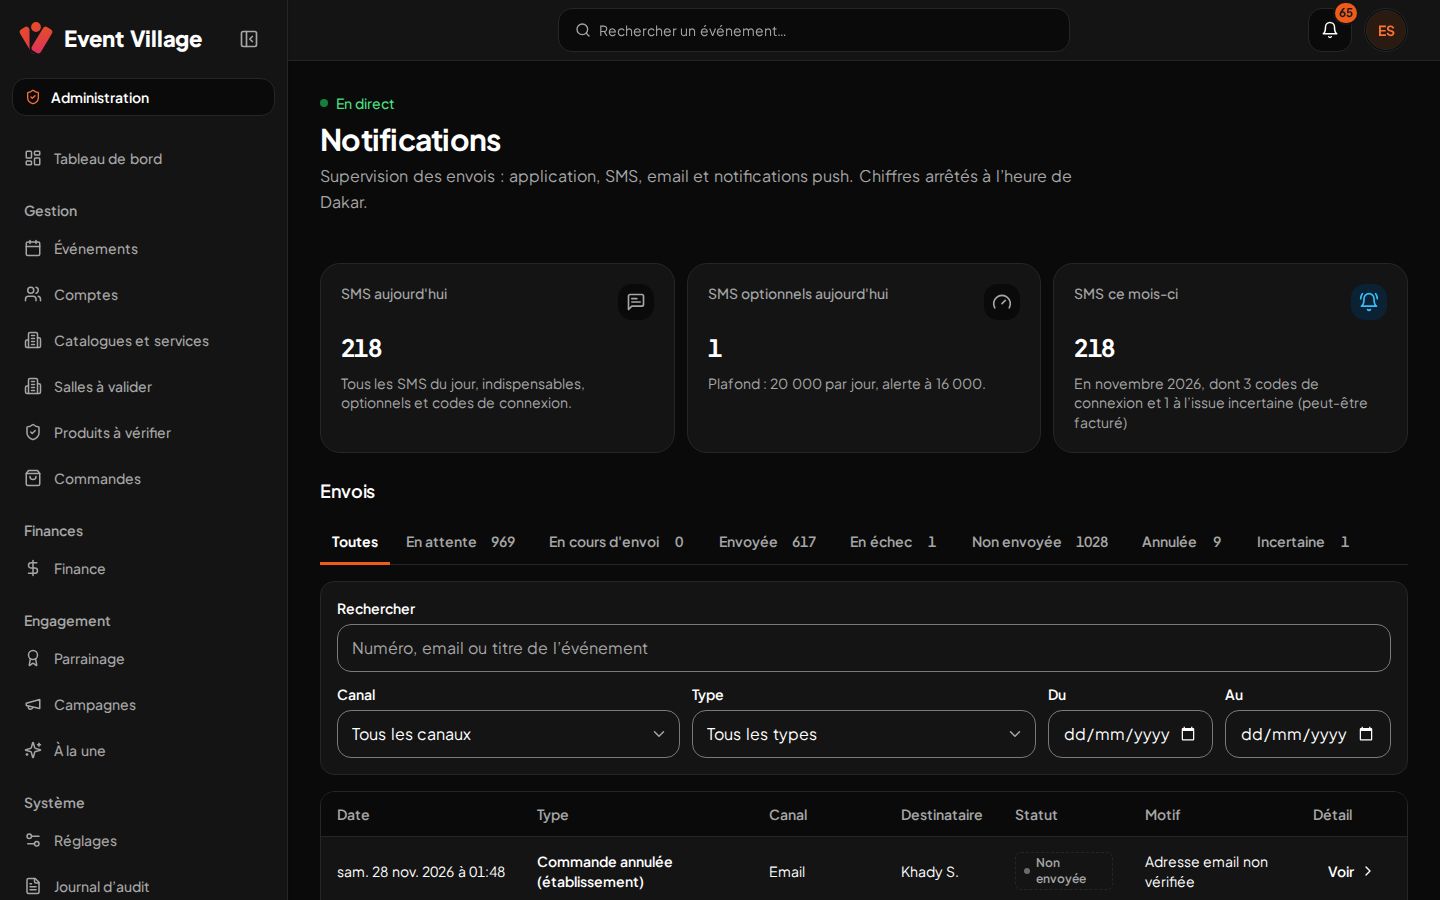 Event Village
Administration
Tableau de bord
Gestion
Événements
Comptes
Catalogues et services
Salles à valider
Produits à vérifier
Commandes
Finances
Finance
Engagement
Parrainage
Campagnes
À la une
Système
Réglages
Journal d’audit
Rechercher un événement…
65
ES
En direct
Notifications
Supervision des envois : application, SMS, email et notifications push. Chiffres arrêtés à l’heure de
Dakar.
SMS aujourd'hui
218
Tous les SMS du jour, indispensables,
optionnels et codes de connexion.
SMS optionnels aujourd'hui
1
Plafond : 20 000 par jour, alerte à 16 000.
SMS ce mois-ci
218
En novembre 2026, dont 3 codes de
connexion et 1 à l’issue incertaine (peut-être
facturé)
Envois
Toutes En attente 969 En cours d'envoi 0 Envoyée 617 En échec 1 Non envoyée 1028 Annulée 9 Incertaine 1
Rechercher
Numéro, email ou titre de l’événement
Canal Type Du Au
Tous les canaux Tous les types dd/mm/yyyy dd/mm/yyyy
Date Type Canal Destinataire Statut Motif Détail
sam. 28 nov. 2026 à 01:48
Commande annulée
(établissement)
Email
Khady S.
Non
envoyée
Adresse email non
vérifiée
Voir